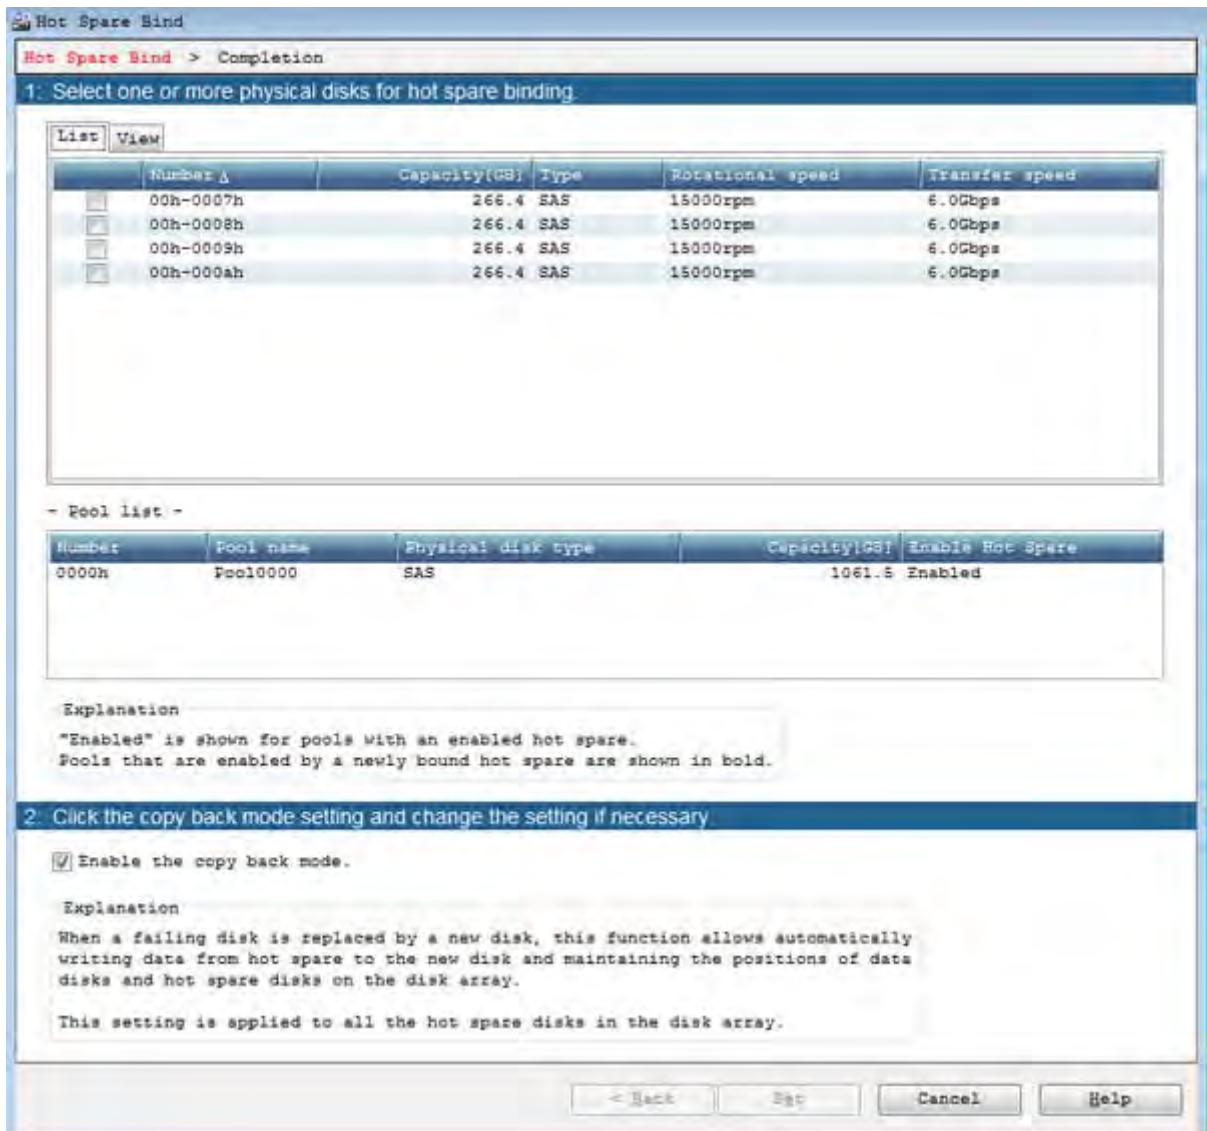 Hot Spare Bind
Hot Spare Bind > Completion
1. Select one or more physical disks for hot spare binding.
List View
Number Δ Capacity[GB] Type Rotational speed Transfer speed
00h-0007h 266.4 SAS 15000rpm 6.0Gbps
00h-0008h 266.4 SAS 15000rpm 6.0Gbps
00h-0009h 266.4 SAS 15000rpm 6.0Gbps
00h-000ah 266.4 SAS 15000rpm 6.0Gbps
- Pool list -
Number Pool name Physical disk type Capacity[GB] Enable Hot Spare
0000h Pool0000 SAS 1061.5 Enabled
Explanation
"Enabled" is shown for pools with an enabled hot spare.
Pools that are enabled by a newly bound hot spare are shown in bold.
2. Click the copy back mode setting and change the setting if necessary.
Enable the copy back mode.
Explanation
When a failing disk is replaced by a new disk, this function allows automatically
writing data from hot spare to the new disk and maintaining the positions of data
disks and hot spare disks on the disk array.
This setting is applied to all the hot spare disks in the disk array.
< Back Set Cancel Help